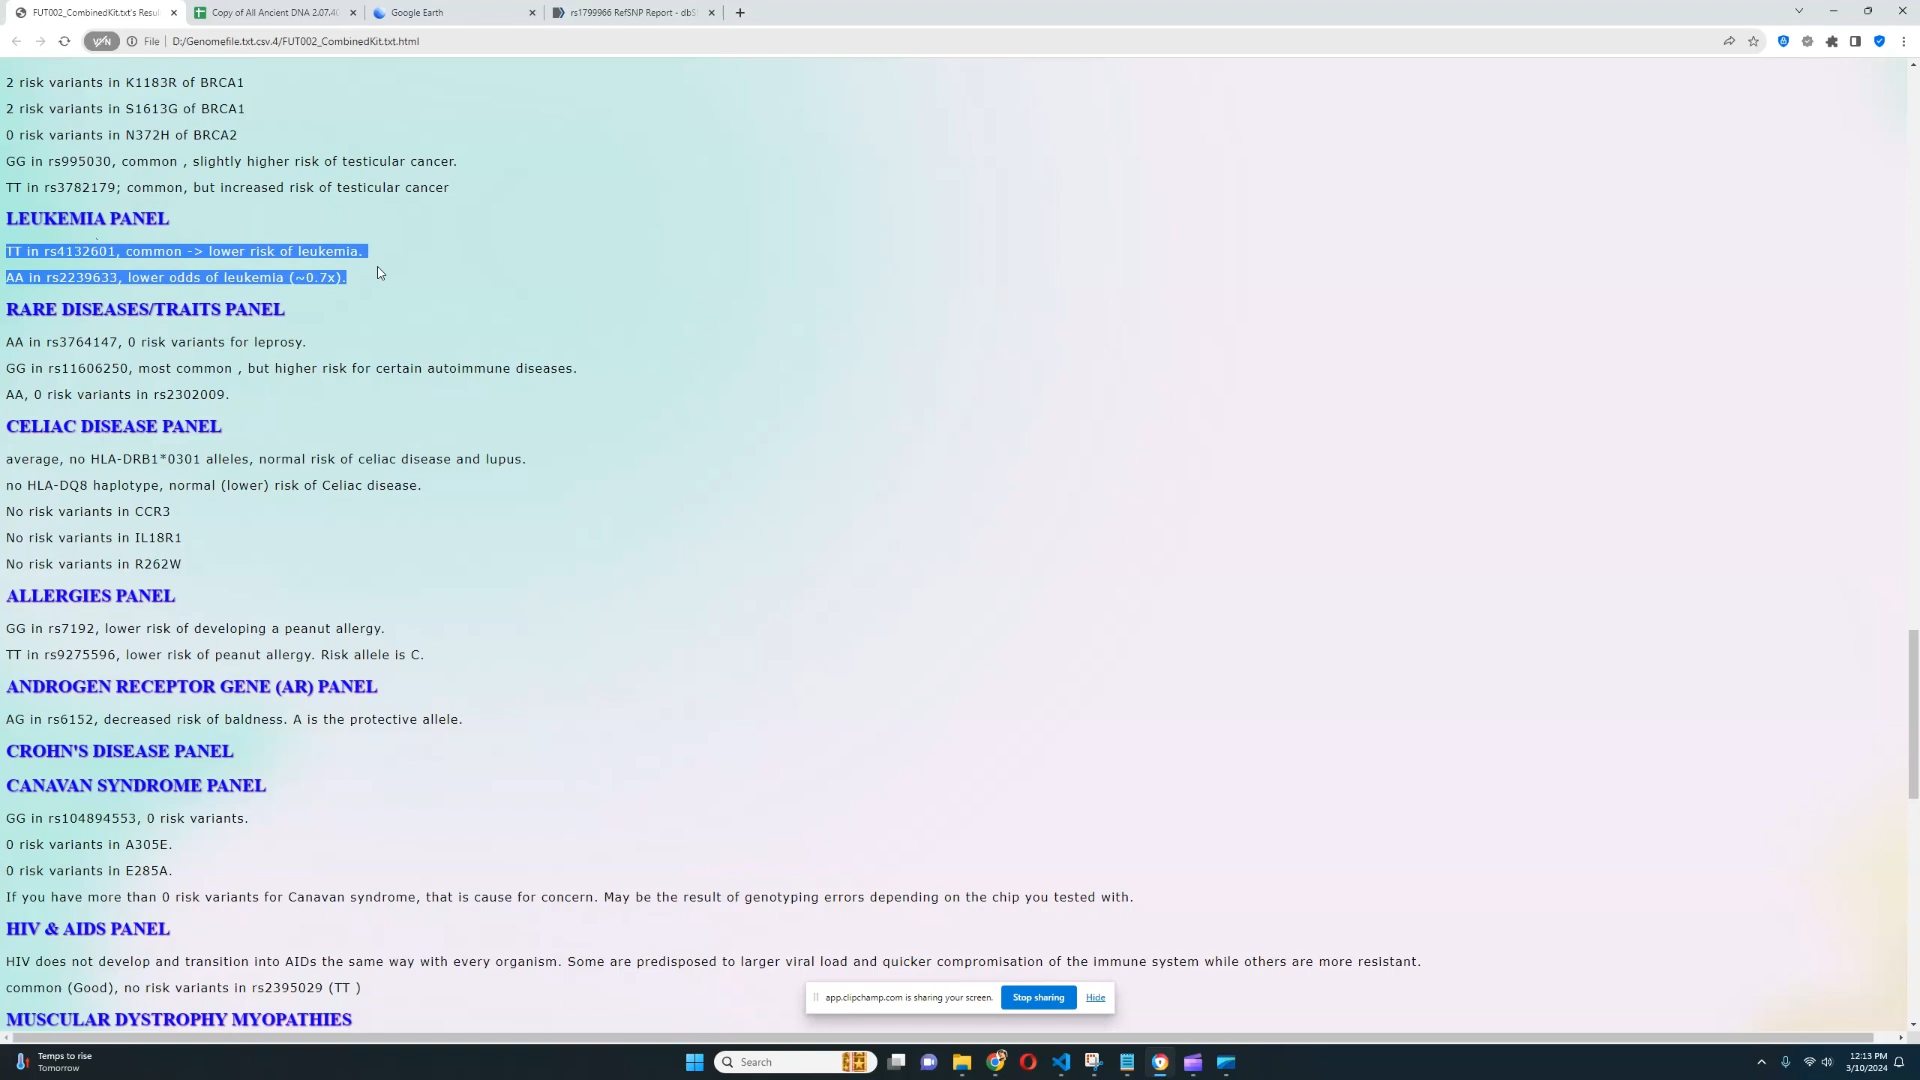 FUT002_CombinedKit.txt's Resu
Copy of All Ancient DNA 2.07.40
Google Earth
rs1799966 RefSNP Report - dbS
VPN
File
D:/Genomefile.txt.csv.4/FUT002_CombinedKit.txt.html
2 risk variants in K1183R of BRCA1
2 risk variants in S1613G of BRCA1
0 risk variants in N372H of BRCA2
GG in rs995030, common , slightly higher risk of testicular cancer.
TT in rs3782179; common, but increased risk of testicular cancer
LEUKEMIA PANEL
TT in rs4132601, common -> lower risk of leukemia.
AA in rs2239633, lower odds of leukemia (~0.7x).
RARE DISEASES/TRAITS PANEL
AA in rs3764147, 0 risk variants for leprosy.
GG in rs11606250, most common , but higher risk for certain autoimmune diseases.
AA, 0 risk variants in rs2302009.
CELIAC DISEASE PANEL
average, no HLA-DRB1*0301 alleles, normal risk of celiac disease and lupus.
no HLA-DQ8 haplotype, normal (lower) risk of Celiac disease.
No risk variants in CCR3
No risk variants in IL18R1
No risk variants in R262W
ALLERGIES PANEL
GG in rs7192, lower risk of developing a peanut allergy.
TT in rs9275596, lower risk of peanut allergy. Risk allele is C.
ANDROGEN RECEPTOR GENE (AR) PANEL
AG in rs6152, decreased risk of baldness. A is the protective allele.
CROHN'S DISEASE PANEL
CANAVAN SYNDROME PANEL
GG in rs104894553, 0 risk variants.
0 risk variants in A305E.
0 risk variants in E285A.
If you have more than 0 risk variants for Canavan syndrome, that is cause for concern. May be the result of genotyping errors depending on the chip you tested with.
HIV & AIDS PANEL
HIV does not develop and transition into AIDs the same way with every organism. Some are predisposed to larger viral load and quicker compromisation of the immune system while others are more resistant.
common (Good), no risk variants in rs2395029 (TT )
MUSCULAR DYSTROPHY MYOPATHIES
app.clipchamp.com is sharing your screen.
Stop sharing
Hide
Temps to rise
Tomorrow
Search
12:13 PM
3/10/2024